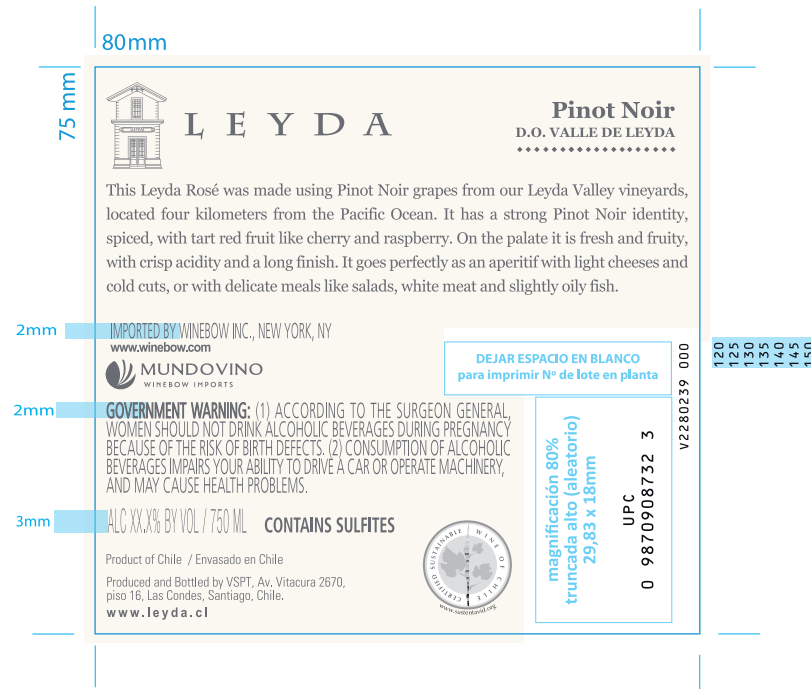 80mm
75 mm
LEYDA
Pinot Noir
D.O. VALLE DE LEYDA
This Leyda Rosé was made using Pinot Noir grapes from our Leyda Valley vineyards,
located four kilometers from the Pacific Ocean. It has a strong Pinot Noir identity,
spiced, with tart red fruit like cherry and raspberry. On the palate it is fresh and fruity,
with crisp acidity and a long finish. It goes perfectly as an aperitif with light cheeses and
cold cuts, or with delicate meals like salads, white meat and slightly oily fish.
2mm
IMPORTED BY WINEBOW INC., NEW YORK, NY
www.winebow.com
MUNDOVINO
WINEBOW IMPORTS
DEJAR ESPACIO EN BLANCO
para imprimir Nº de lote en planta
V2280239 000
120
125
130
135
140
145
150
2mm
GOVERNMENT WARNING: (1) ACCORDING TO THE SURGEON GENERAL,
WOMEN SHOULD NOT DRINK ALCOHOLIC BEVERAGES DURING PREGNANCY
BECAUSE OF THE RISK OF BIRTH DEFECTS. (2) CONSUMPTION OF ALCOHOLIC
BEVERAGES IMPAIRS YOUR ABILITY TO DRIVE A CAR OR OPERATE MACHINERY,
AND MAY CAUSE HEALTH PROBLEMS.
magnificación 80%
truncada alto (aleatorio)
29,83 x 18mm
UPC
0 9870908732 3
3mm
ALC XX.X% BY VOL / 750 ML CONTAINS SULFITES
Product of Chile / Envasado en Chile
Produced and Bottled by VSPT, Av. Vitacura 2670,
piso 16, Las Condes, Santiago, Chile.
www.leyda.cl
CERTIFIED SUSTAINABLE
WINE OF CHILE
www.sustentavid.org